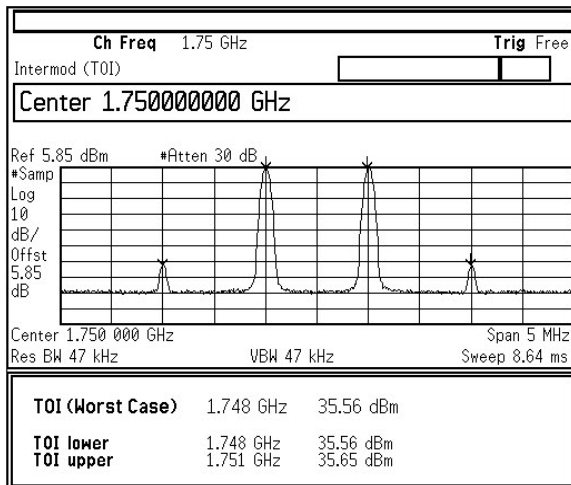 Ch Freq 1.75 GHz Trig Free
Intermod (TOI)
Center 1.750000000 GHz
Ref 5.85 dBm #Atten 30 dB
#Samp
Log
10
dB/
Offst
5.85
dB
Center 1.750 000 GHz Span 5 MHz
Res BW 47 kHz VBW 47 kHz Sweep 8.64 ms
TOI (Worst Case) 1.748 GHz 35.56 dBm
TOI lower 1.748 GHz 35.56 dBm
TOI upper 1.751 GHz 35.65 dBm